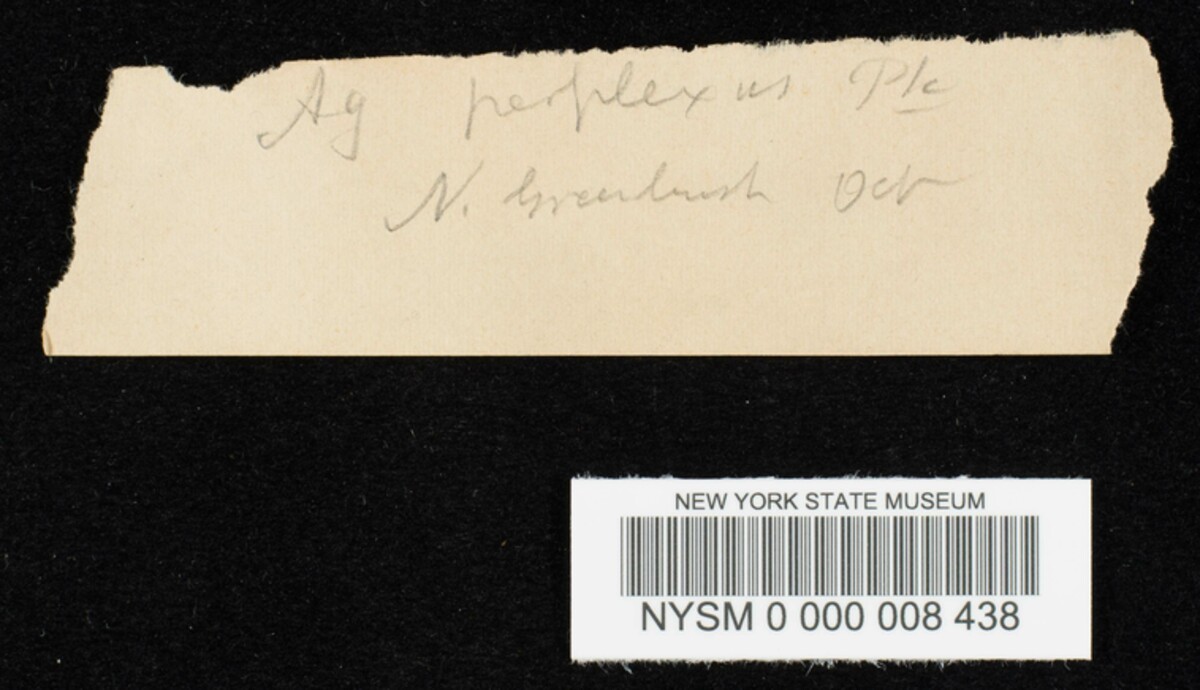 Ag perplexus Pk
N. Greenbush Oct
NEW YORK STATE MUSEUM
NYSM 0 000 008 438